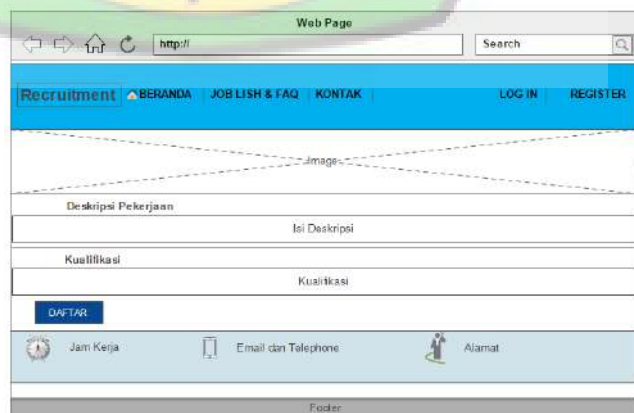 Web Page
http://
Search
Recruitment BERANDA JOB LISH & FAQ KONTAK LOG IN REGISTER
Image
Deskripsi Pekerjaan
Isi Deskripsi
Kualifikasi
Kualifikasi
DAFTAR
Jam Kerja Email dan Telephone Alamat
Footer